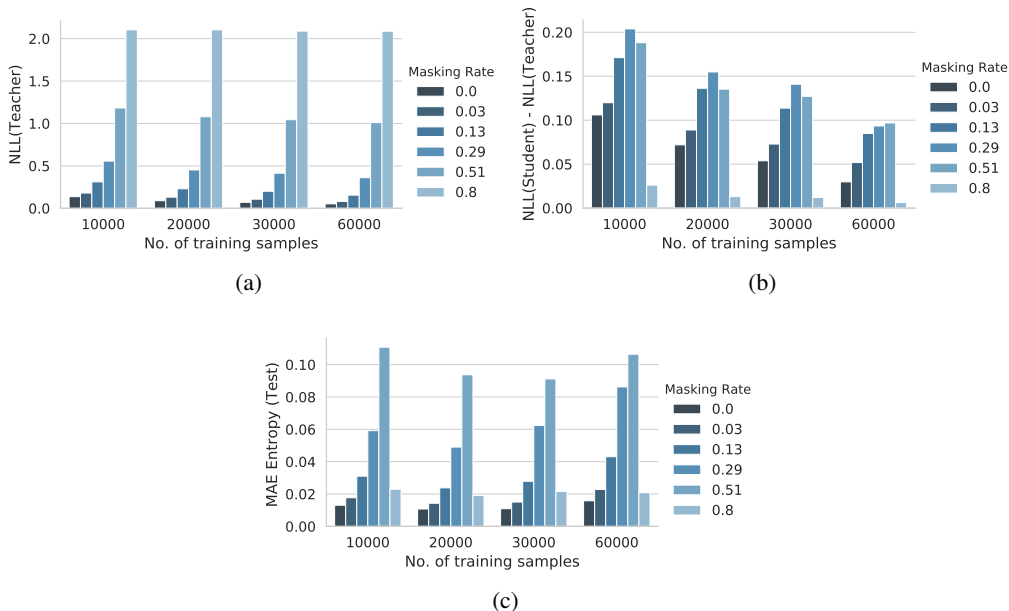 NLL(Teacher)
2.0
1.5
1.0
0.5
0.0
10000 20000 30000 60000
No. of training samples
Masking Rate
0.0
0.03
0.13
0.29
0.51
0.8
(a)
NLL(Student) - NLL(Teacher)
0.20
0.15
0.10
0.05
0.00
10000 20000 30000 60000
No. of training samples
Masking Rate
0.0
0.03
0.13
0.29
0.51
0.8
(b)
MAE Entropy (Test)
0.10
0.08
0.06
0.04
0.02
0.00
10000 20000 30000 60000
No. of training samples
Masking Rate
0.0
0.03
0.13
0.29
0.51
0.8
(c)